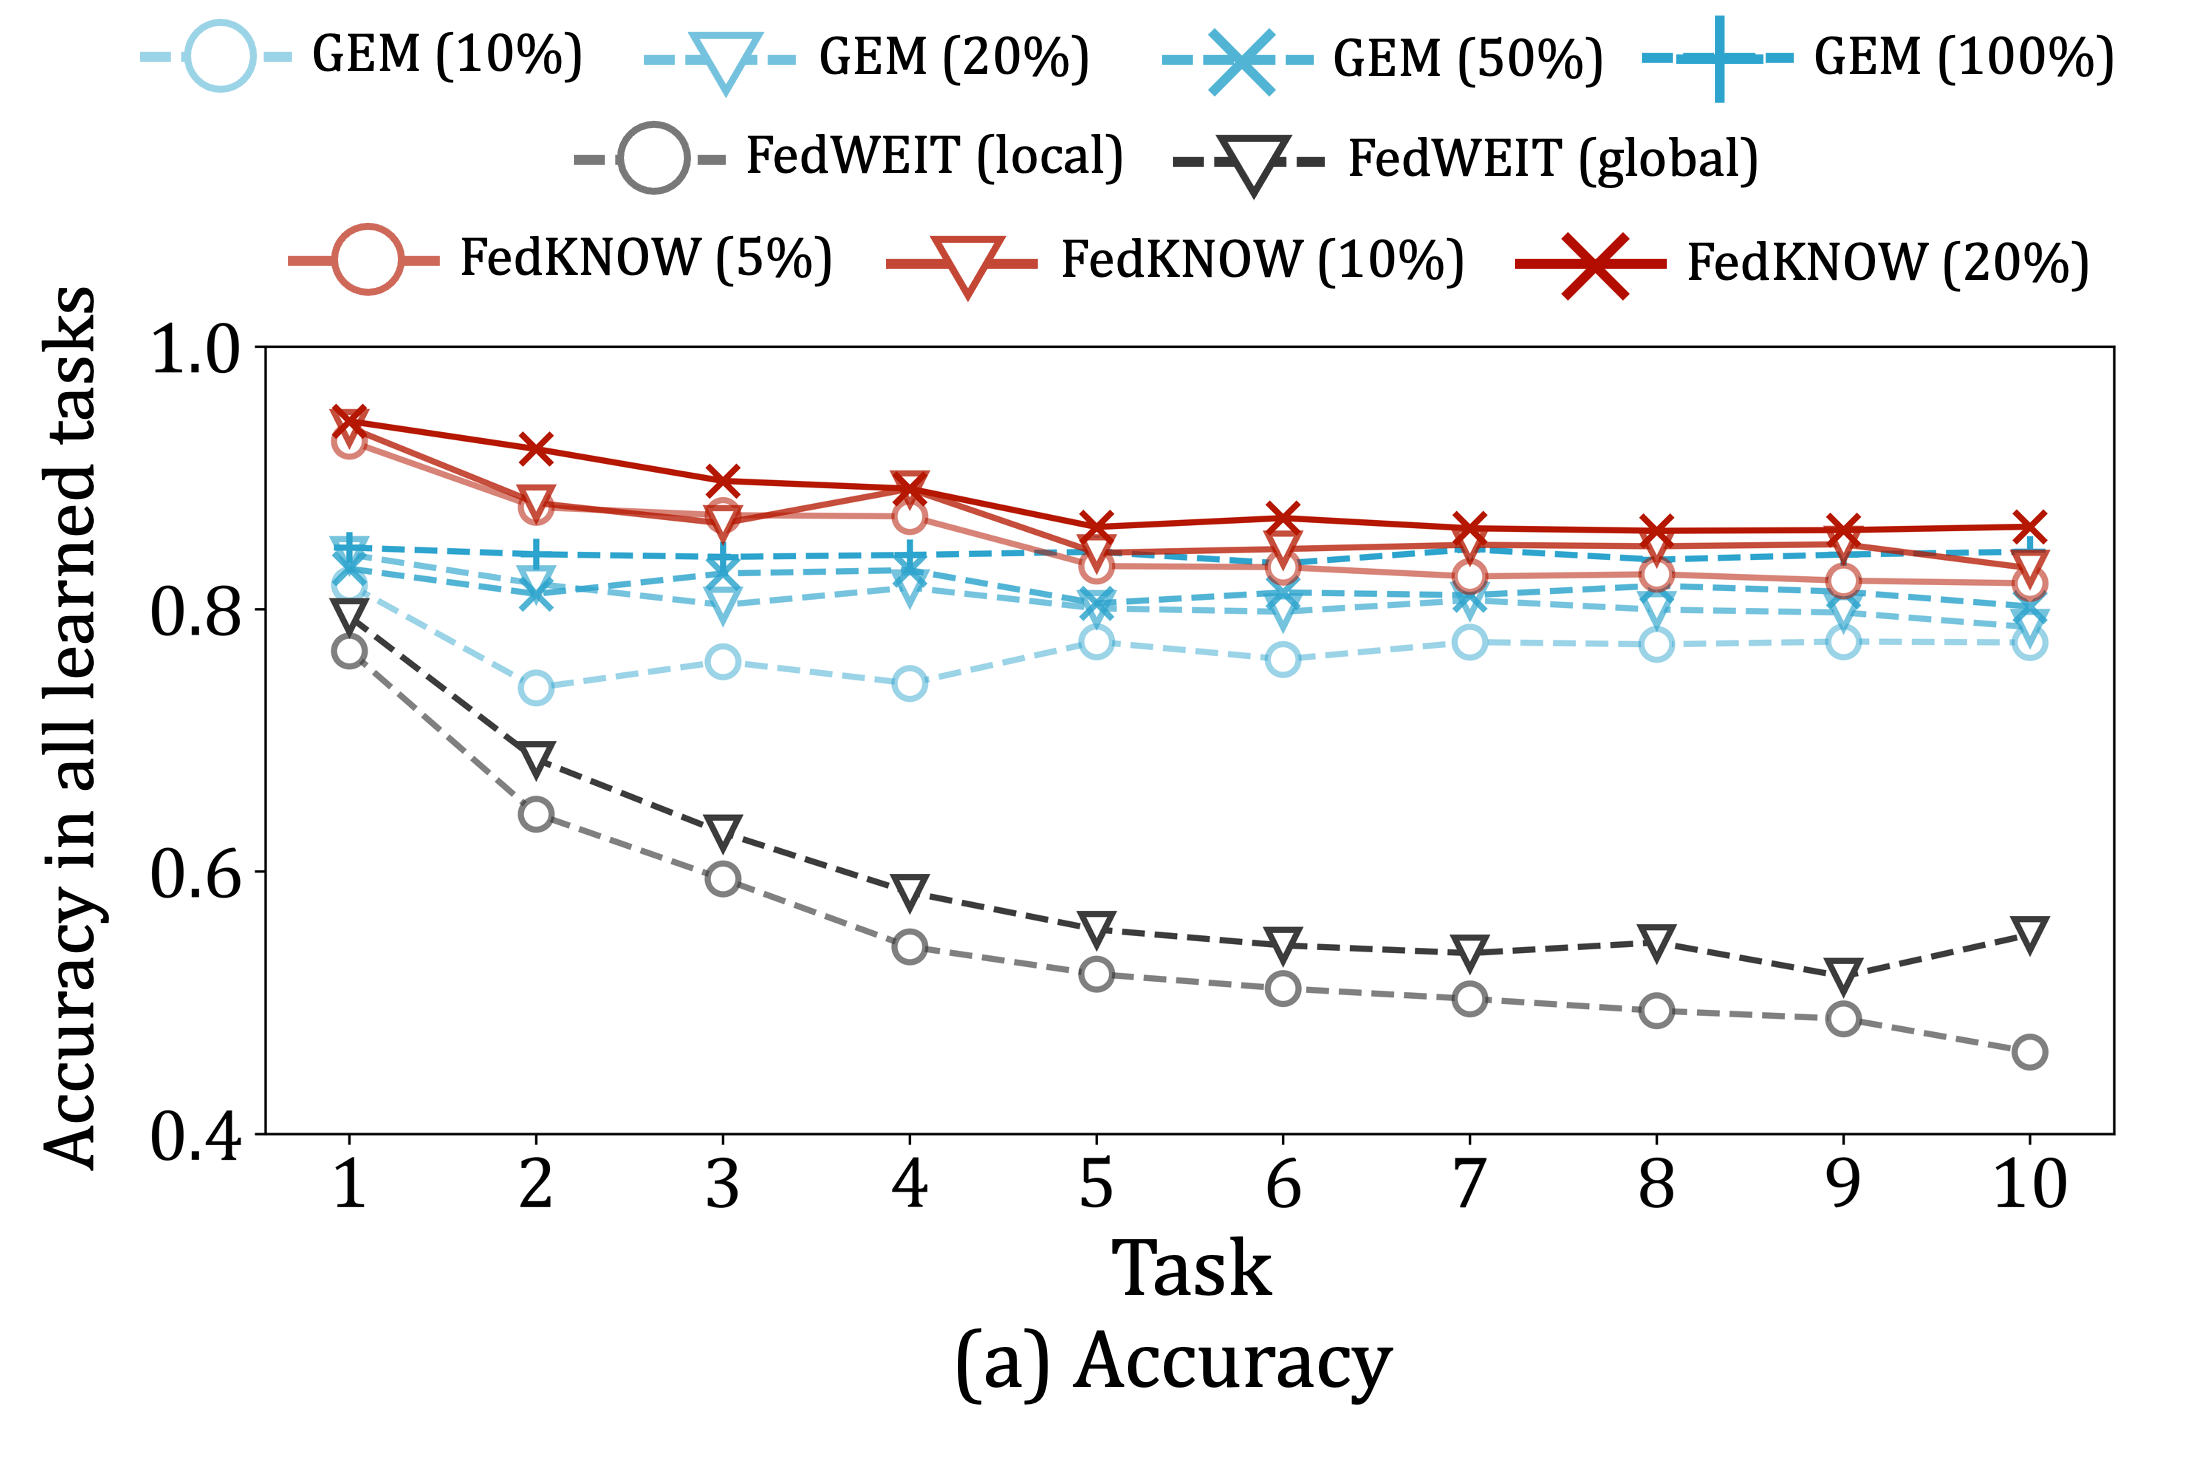 GEM (10%) GEM (20%) GEM (50%) GEM (100%)
FedWEIT (local) FedWEIT (global)
FedKNOW (5%) FedKNOW (10%) FedKNOW (20%)
Accuracy in all learned tasks
1.0
0.8
0.6
0.4
1 2 3 4 5 6 7 8 9 10
Task
(a) Accuracy